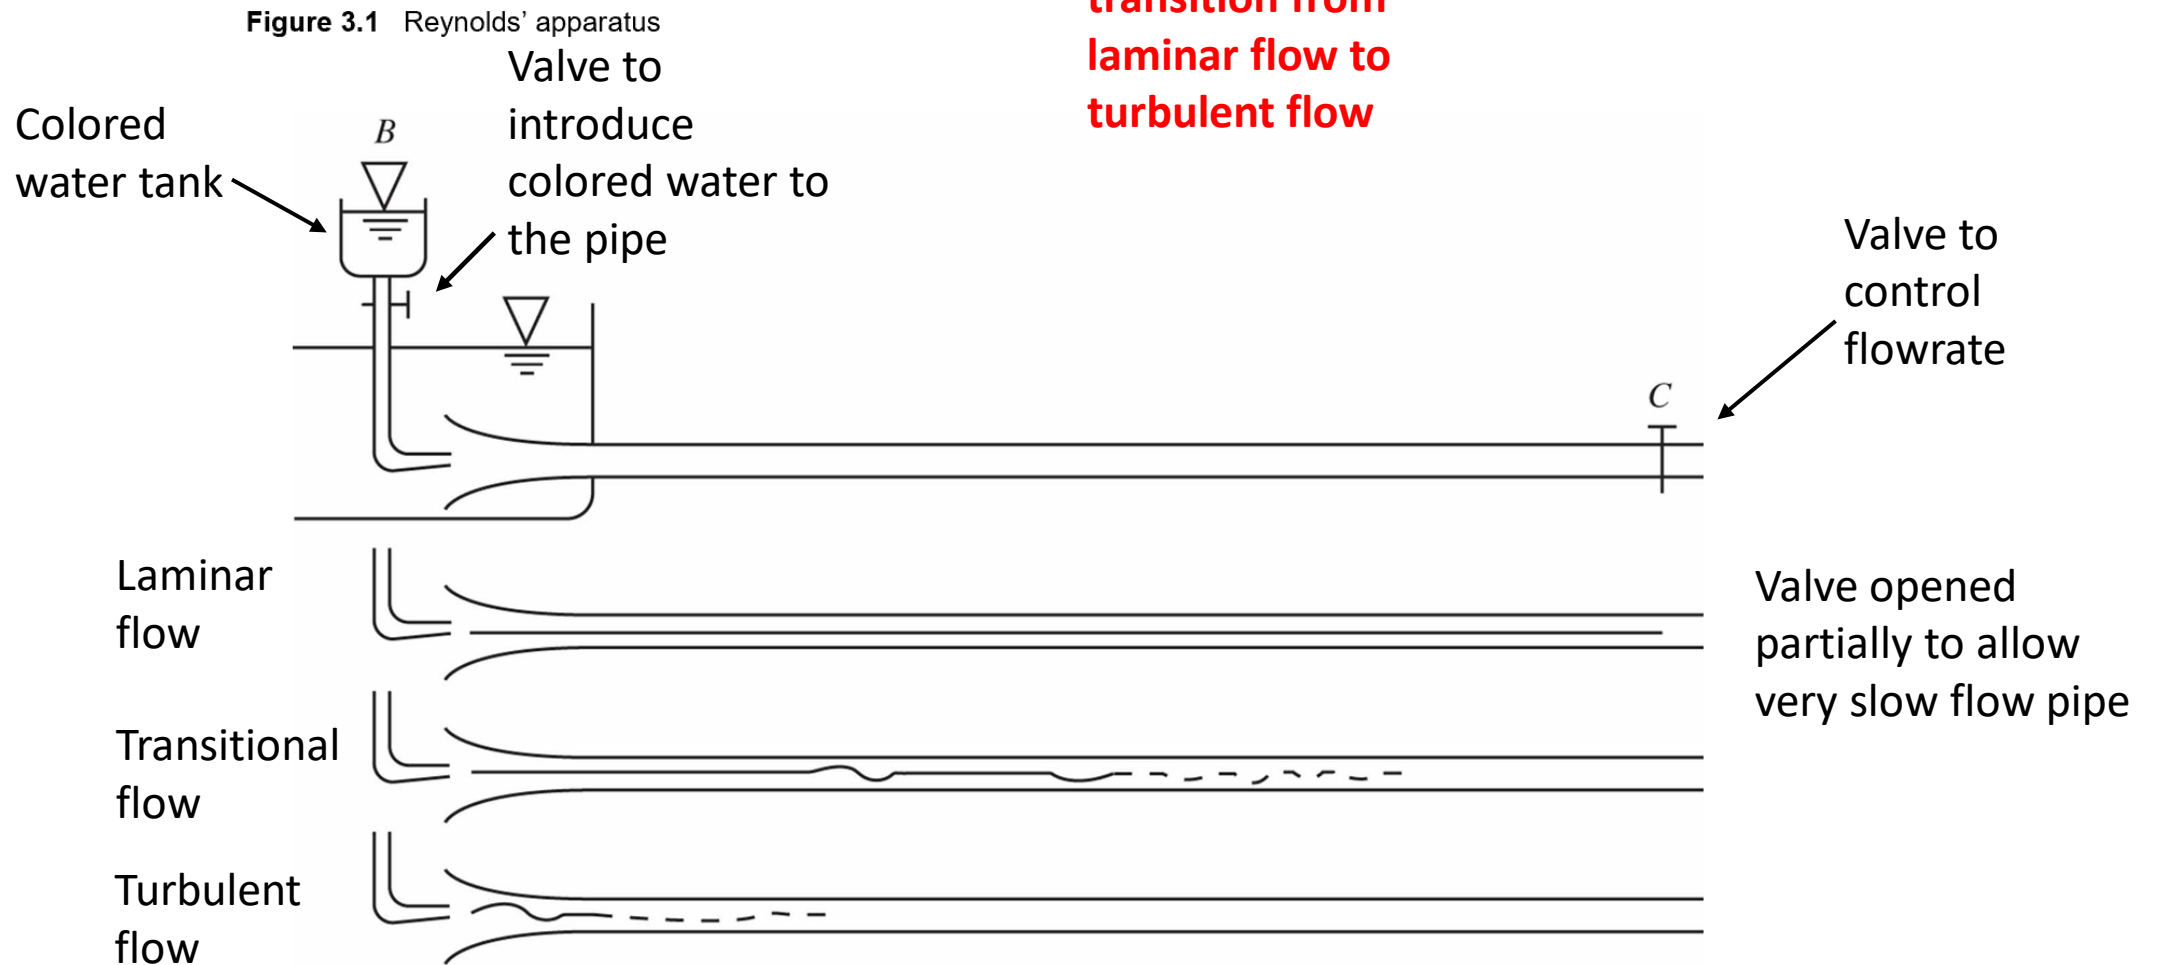 Figure 3.1 Reynolds’ apparatus
transition from
laminar flow to
turbulent flow
Valve to
introduce
colored water to
the pipe
Colored
water tank
B
Valve to
control
flowrate
C
Laminar
flow
Valve opened
partially to allow
very slow flow pipe
Transitional
flow
Turbulent
flow